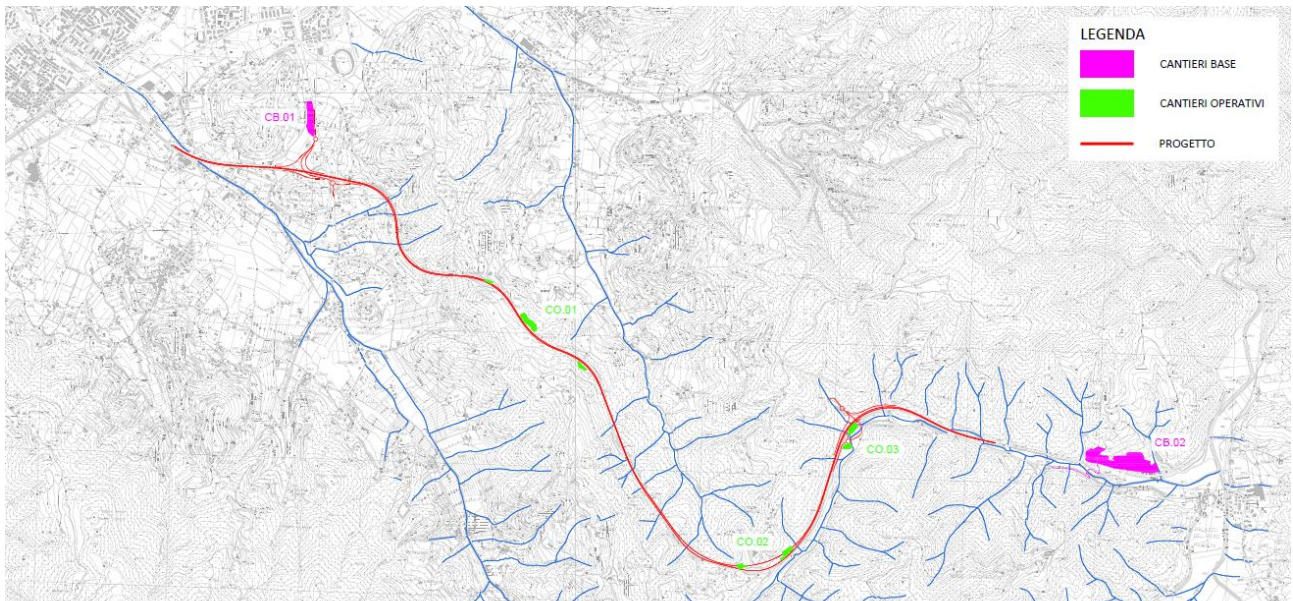 LEGENDA
CANTIERI BASE
CANTIERI OPERATIVI
PROGETTO
CB.01
CO.01
CO.03
CB.02
CO.02